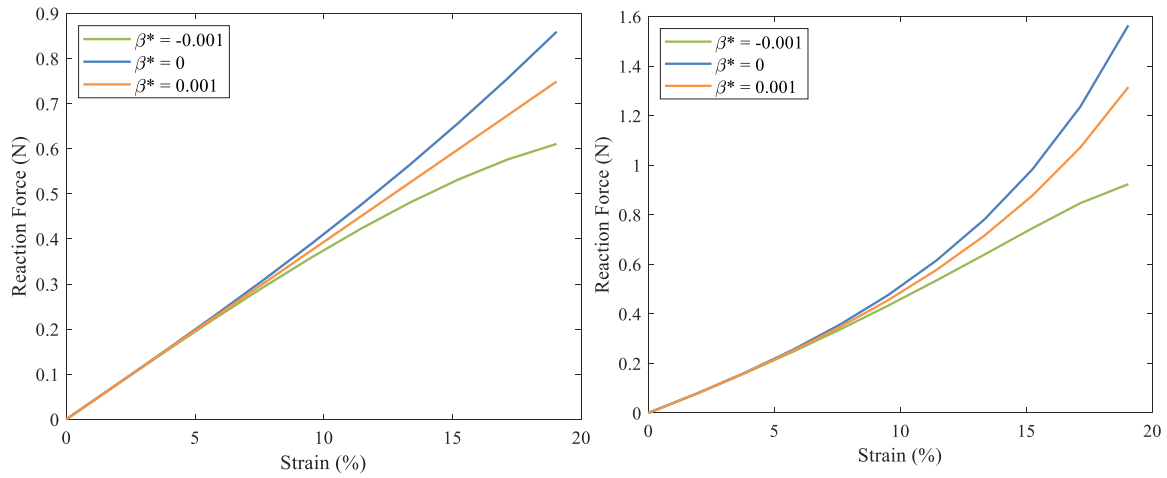 0.9
0.8
0.7
0.6
0.5
0.4
0.3
0.2
0.1
0
Reaction Force (N)
β* = -0.001
β* = 0
β* = 0.001
0 5 10 15 20
Strain (%)
1.6
1.4
1.2
1
0.8
0.6
0.4
0.2
0
Reaction Force (N)
β* = -0.001
β* = 0
β* = 0.001
0 5 10 15 20
Strain (%)